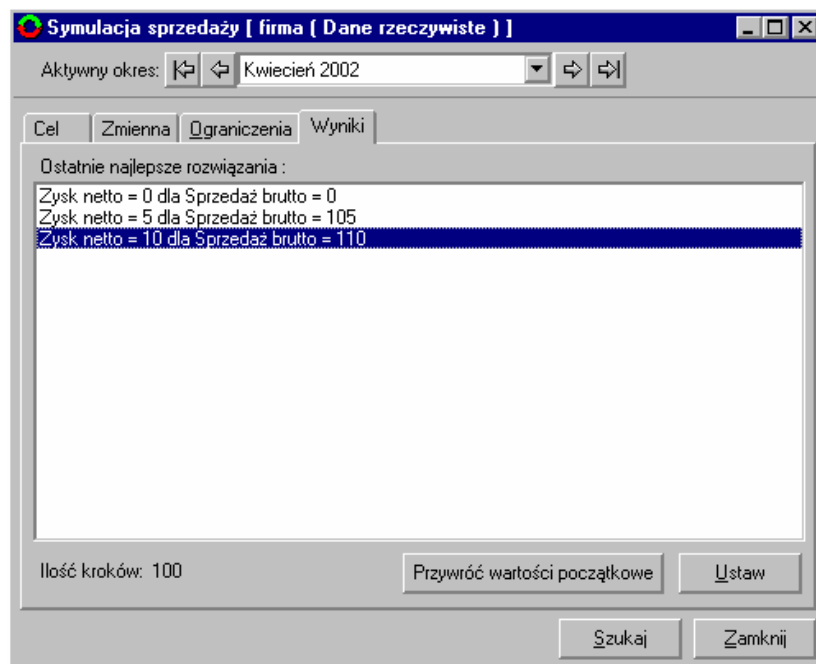 Symulacja sprzedaży [ firma ( Dane rzeczywiste ) ]
Aktywny okres: Kwiecień 2002
Cel Zmienna Ograniczenia Wyniki
Ostatnie najlepsze rozwiązania :
Zysk netto = 0 dla Sprzedaż brutto = 0
Zysk netto = 5 dla Sprzedaż brutto = 105
Zysk netto = 10 dla Sprzedaż brutto = 110
Ilość kroków: 100 Przywróć wartości początkowe Ustaw
Szukaj Zamknij